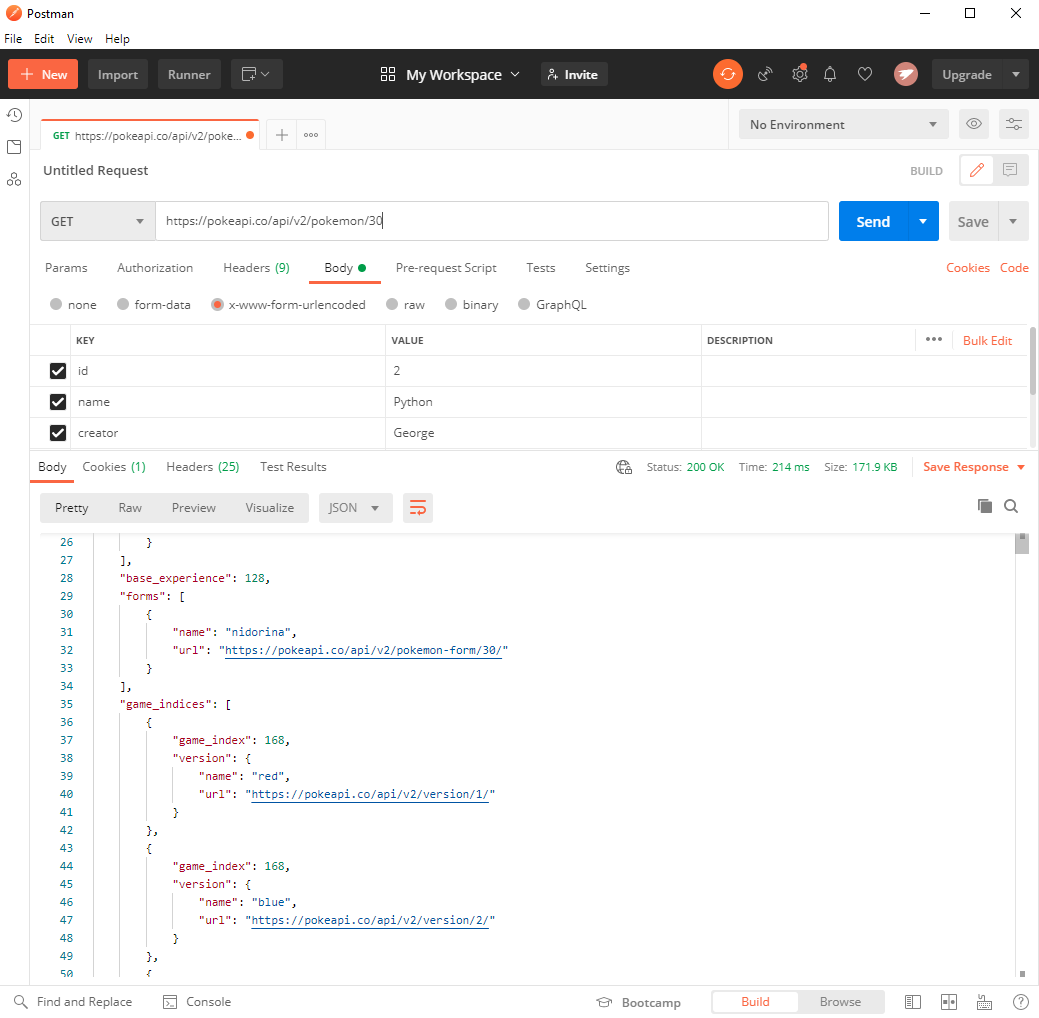 Postman
File Edit View Help
+ New Import Runner My Workspace Invite Upgrade
GET https://pokeapi.co/api/v2/poke... No Environment
Untitled Request BUILD
GET https://pokeapi.co/api/v2/pokemon/30 Send Save
Params Authorization Headers (9) Body Pre-request Script Tests Settings Cookies Code
none form-data x-www-form-urlencoded raw binary GraphQL
KEY VALUE DESCRIPTION ••• Bulk Edit
id 2
name Python
creator George
Body Cookies (1) Headers (25) Test Results Status: 200 OK Time: 214 ms Size: 171.9 KB Save Response
Pretty Raw Preview Visualize JSON
26 }
27 ],
28 "base_experience": 128,
29 "forms": [
30 {
31 "name": "nidorina",
32 "url": "https://pokeapi.co/api/v2/pokemon-form/30/"
33 }
34 ],
35 "game_indices": [
36 {
37 "game_index": 168,
38 "version": {
39 "name": "red",
40 "url": "https://pokeapi.co/api/v2/version/1/"
41 }
42 },
43 {
44 "game_index": 168,
45 "version": {
46 "name": "blue",
47 "url": "https://pokeapi.co/api/v2/version/2/"
48 }
49 },
50 {
Find and Replace Console Bootcamp Build Browse